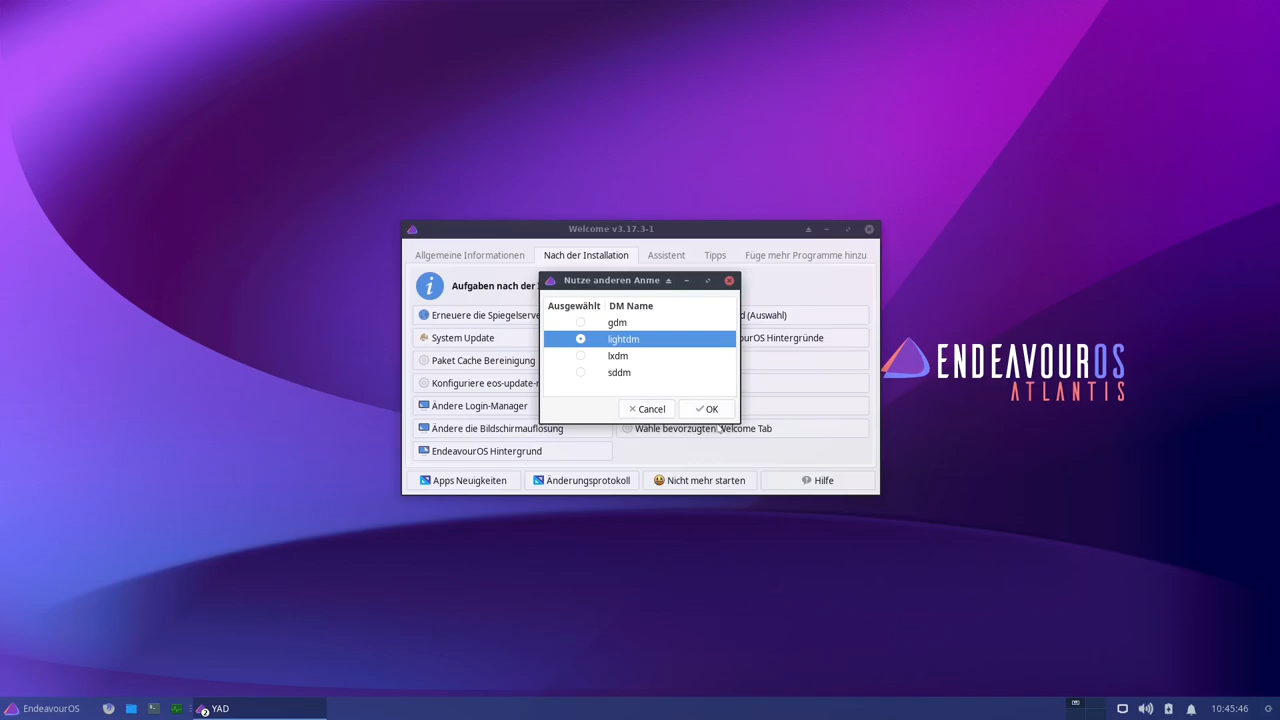 Welcome v3.17.3-1
Allgemeine Informationen
Nach der Installation
Assistent
Tipps
Füge mehr Programme hinzu
Aufgaben nach der
Nutze anderen Anme
Ausgewählt
DM Name
gdm
lightdm
lxdm
sddm
Cancel
OK
Erneuere die Spiegelserve
d (Auswahl)
System Update
urOS Hintergründe
Paket Cache Bereinigung
Konfiguriere eos-update-n
Ändere Login-Manager
Ändere die Bildschirmauflösung
Wähle bevorzugten Welcome Tab
EndeavourOS Hintergrund
Apps Neuigkeiten
Änderungsprotokoll
Nicht mehr starten
Hilfe
ENDEAVOUROS
ATLANTIS
EndeavourOS
2
YAD
10:45:46